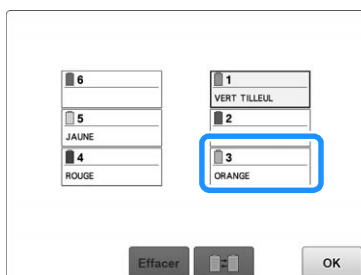 6
1
VERT TILLEUL
5
JAUNE
2
4
ROUGE
3
ORANGE
Effacer
OK